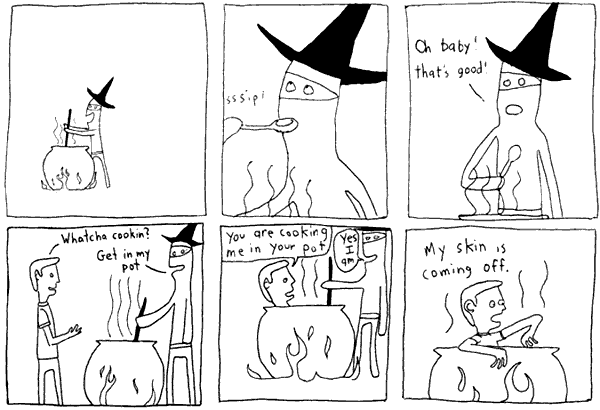 sssipi
Oh baby!
that's good!
Whatcha cookin?
Get in my
pot
You are cooking
me in your pot
Yes
I
am
My skin is
coming off.